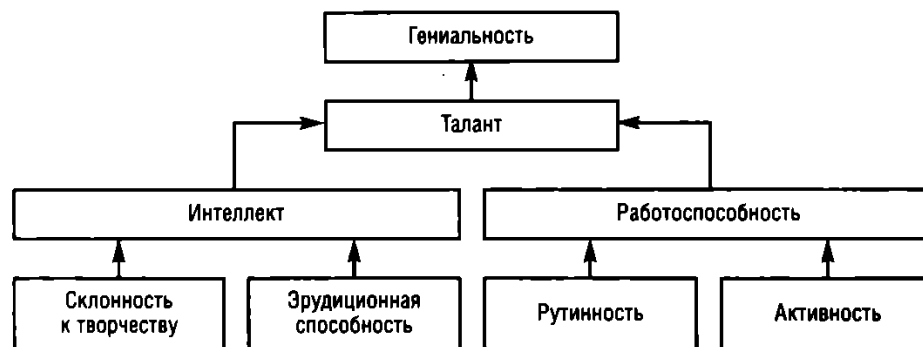 Гениальность
Талант
Интеллект
Работоспособность
Склонность
к творчеству
Эрудиционная
способность
Рутинность
Активность